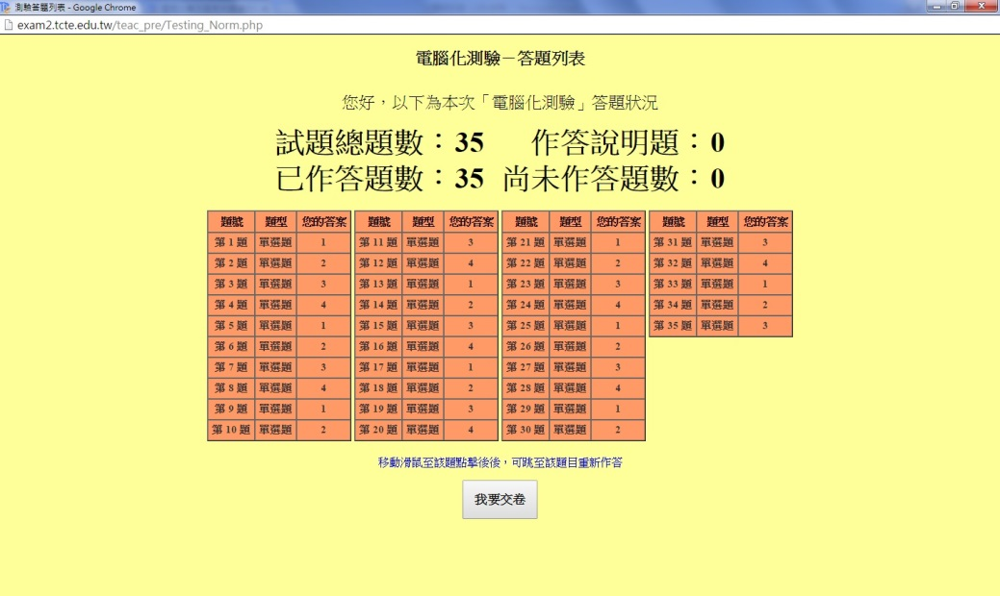 測驗答題列表 - Google Chrome
exam2.tcte.edu.tw/teac_pre/Testing_Norm.php
電腦化測驗－答題列表
您好，以下為本次「電腦化測驗」答題狀況
試題總題數：35 作答說明題：0
已作答題數：35 尚未作答題數：0
題號 題型 您的答案 題號 題型 您的答案 題號 題型 您的答案 題號 題型 您的答案
第 1 題 單選題 1 第 11 題 單選題 3 第 21 題 單選題 1 第 31 題 單選題 3
第 2 題 單選題 2 第 12 題 單選題 4 第 22 題 單選題 2 第 32 題 單選題 4
第 3 題 單選題 3 第 13 題 單選題 1 第 23 題 單選題 3 第 33 題 單選題 1
第 4 題 單選題 4 第 14 題 單選題 2 第 24 題 單選題 4 第 34 題 單選題 2
第 5 題 單選題 1 第 15 題 單選題 3 第 25 題 單選題 1 第 35 題 單選題 3
第 6 題 單選題 2 第 16 題 單選題 4 第 26 題 單選題 2
第 7 題 單選題 3 第 17 題 單選題 1 第 27 題 單選題 3
第 8 題 單選題 4 第 18 題 單選題 2 第 28 題 單選題 4
第 9 題 單選題 1 第 19 題 單選題 3 第 29 題 單選題 1
第 10 題 單選題 2 第 20 題 單選題 4 第 30 題 單選題 2
移動滑鼠至該題點擊後後，可跳至該題目重新作答
我要交卷